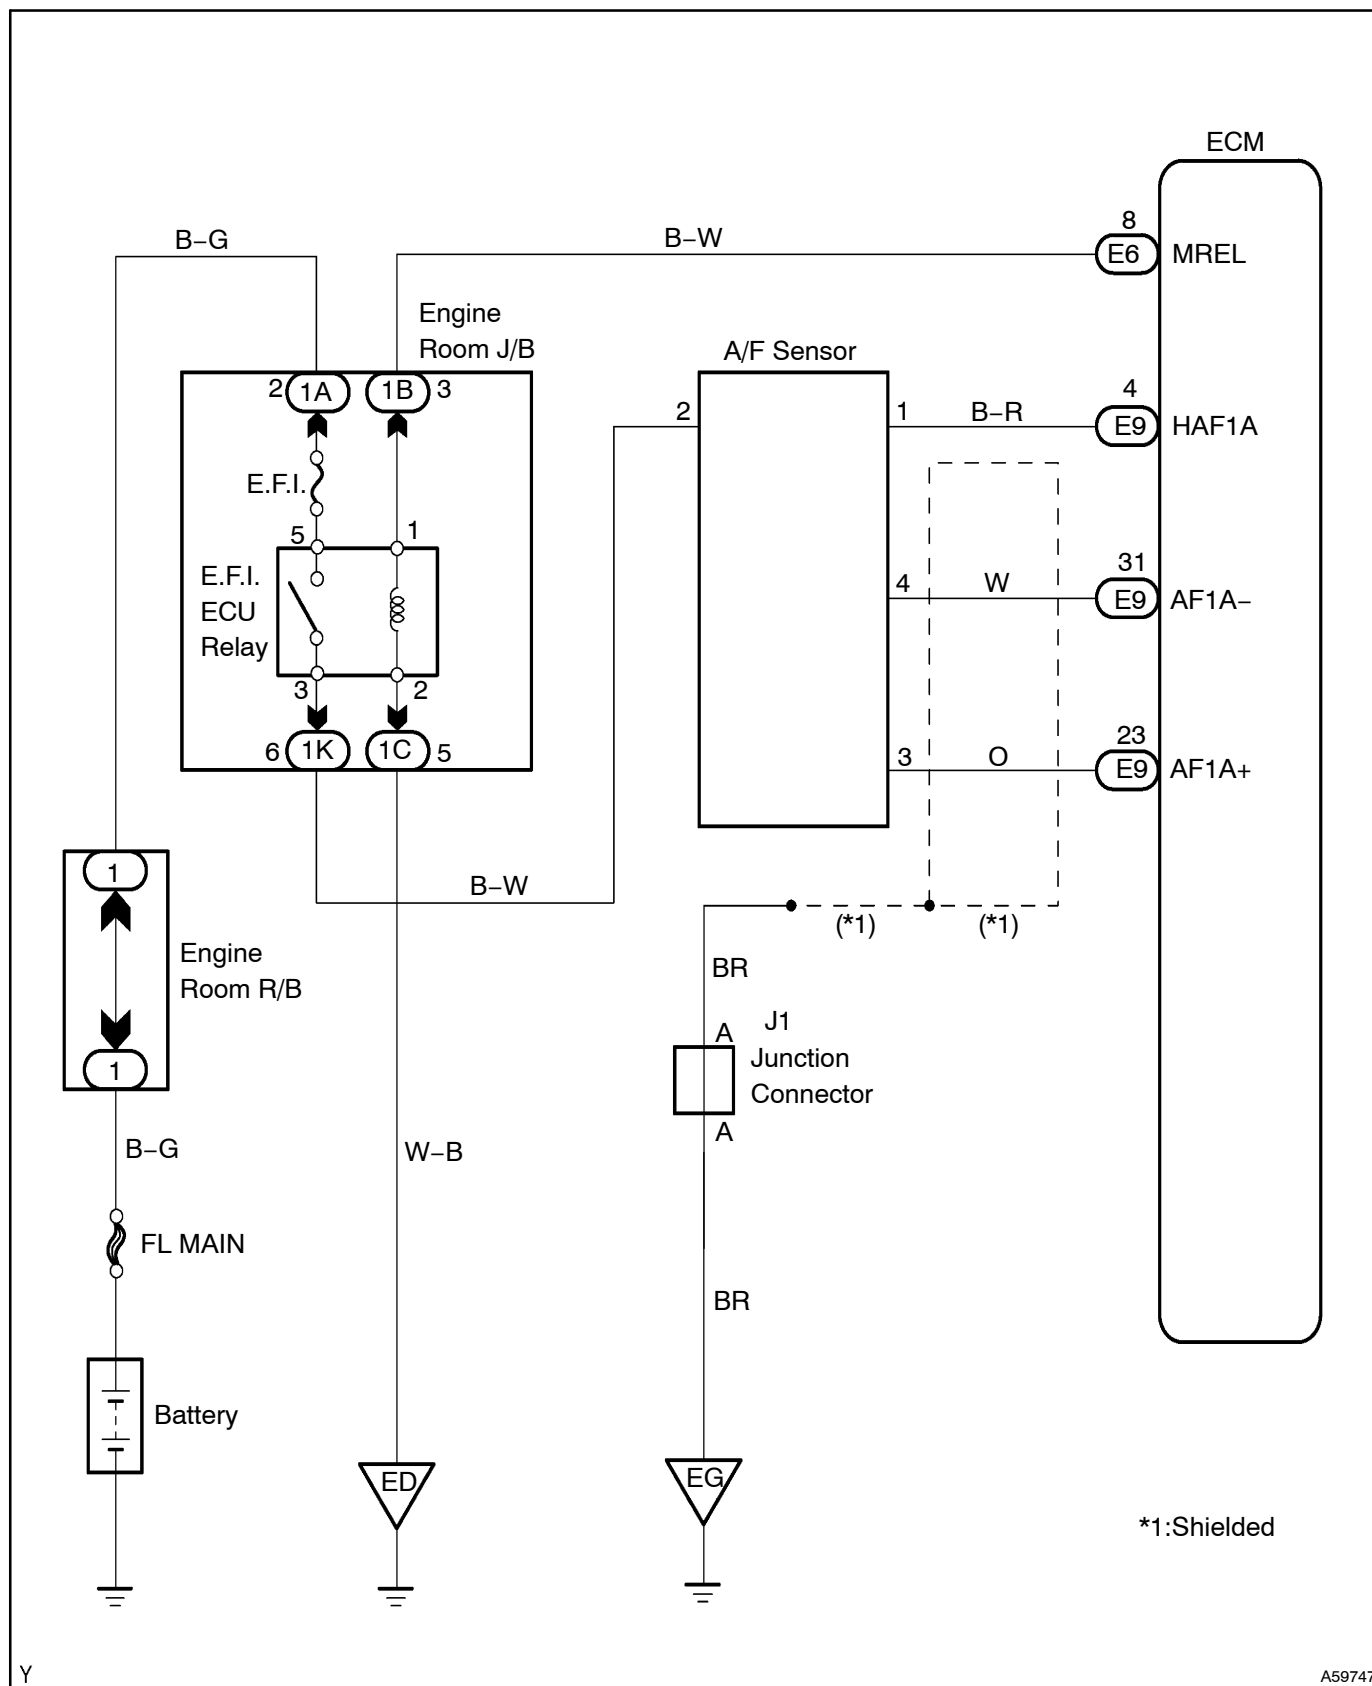 ECM
8
B–G
B–W
E6
MREL
Engine
Room J/B
A/F Sensor
2
1A
1B
3
2
1
B–R
4
E9
HAF1A
E.F.I.
5
1
E.F.I.
ECU
Relay
4
W
31
E9
AF1A–
3
2
6
1K
1C
5
3
O
23
E9
AF1A+
1
B–W
(*1)
(*1)
Engine
Room R/B
BR
1
A
J1
Junction
Connector
A
B–G
W–B
FL MAIN
BR
Battery
ED
EG
*1:Shielded
Y
A59747